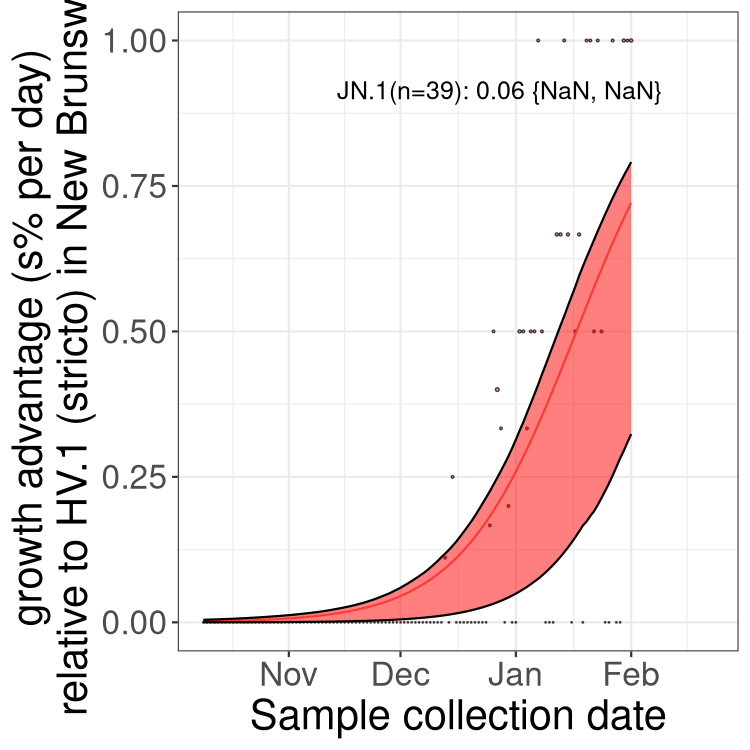 growth advantage (s% per day)
relative to HV.1 (stricto) in New Brunsw
1.00
0.75
0.50
0.25
0.00
JN.1(n=39): 0.06 {NaN, NaN}
Nov Dec Jan Feb
Sample collection date